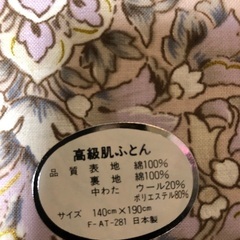 高級肌ふとん
品質 表地 綿100%
裏地 綿100%
中わた ウール20%
ポリエステル80%
サイズ 140cm×190cm
F-AT-281 日本製